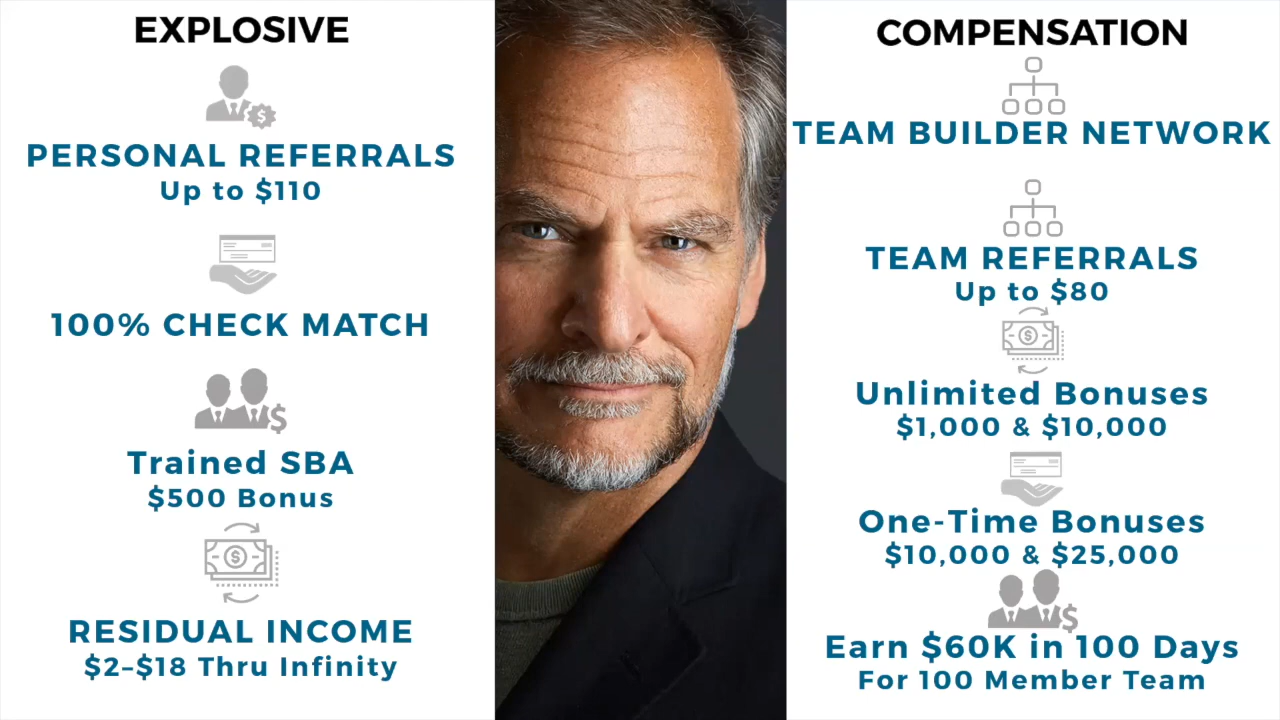 EXPLOSIVE
PERSONAL REFERRALS
Up to $110
100% CHECK MATCH
Trained SBA
$500 Bonus
RESIDUAL INCOME
$2–$18 Thru Infinity
COMPENSATION
TEAM BUILDER NETWORK
TEAM REFERRALS
Up to $80
Unlimited Bonuses
$1,000 & $10,000
One-Time Bonuses
$10,000 & $25,000
Earn $60K in 100 Days
For 100 Member Team